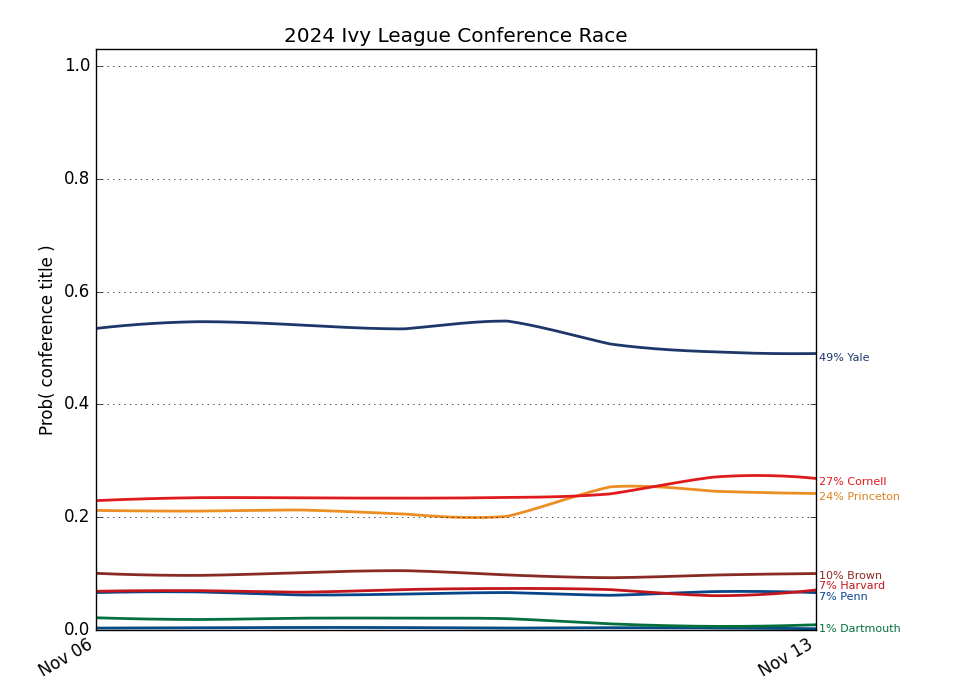 2024 Ivy League Conference Race
Prob( conference title )
1.0
0.8
0.6
0.4
0.2
0.0
49% Yale
27% Cornell
24% Princeton
10% Brown
7% Harvard
7% Penn
1% Dartmouth
Nov 06
Nov 13